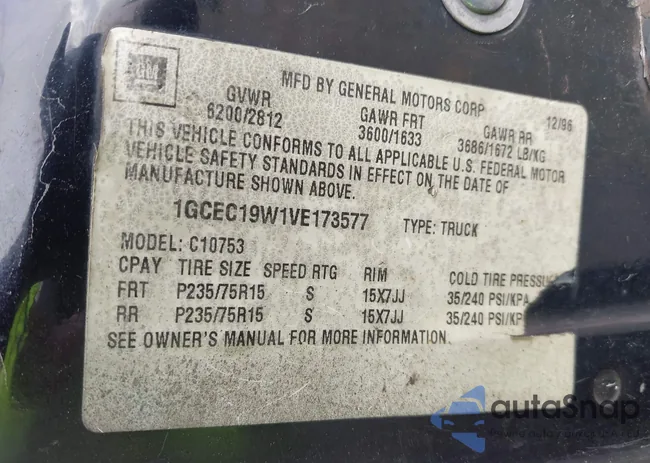 GM
MFD BY GENERAL MOTORS CORP 12/96
GVWR GAWR FRT GAWR RR
6200/2812 3600/1633 3686/1672 LB/KG
THIS VEHICLE CONFORMS TO ALL APPLICABLE U.S. FEDERAL MOTOR
VEHICLE SAFETY STANDARDS IN EFFECT ON THE DATE OF
MANUFACTURE SHOWN ABOVE.
1GCEC19W1VE173577 TYPE: TRUCK
MODEL: C10753
CPAY TIRE SIZE SPEED RTG RIM COLD TIRE PRESSU
FRT P235/75R15 S 15X7JJ 35/240 PSI/KPA
RR P235/75R15 S 15X7JJ 35/240 PSI/KP
SEE OWNER'S MANUAL FOR MORE INFORMATION.
autaSnap